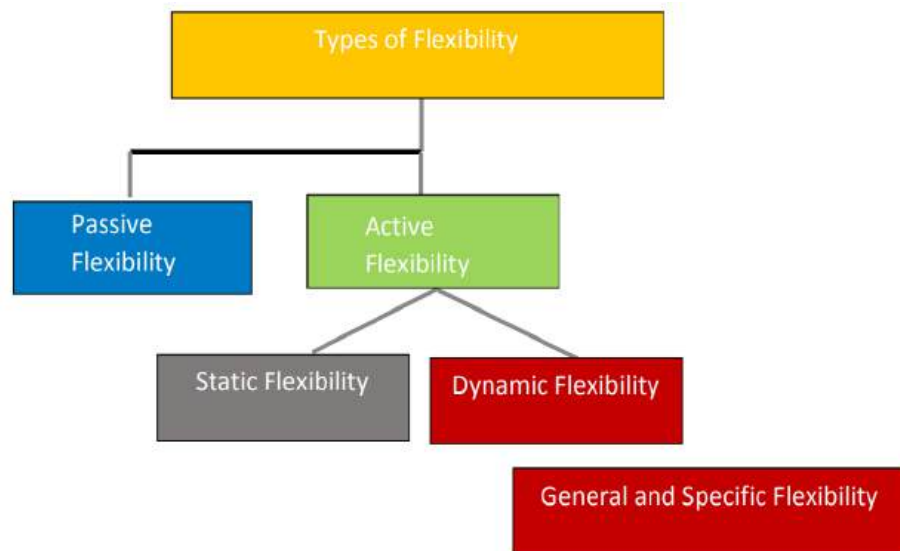 Types of Flexibility
Passive
Flexibility
Active
Flexibility
Static Flexibility
Dynamic Flexibility
General and Specific Flexibility